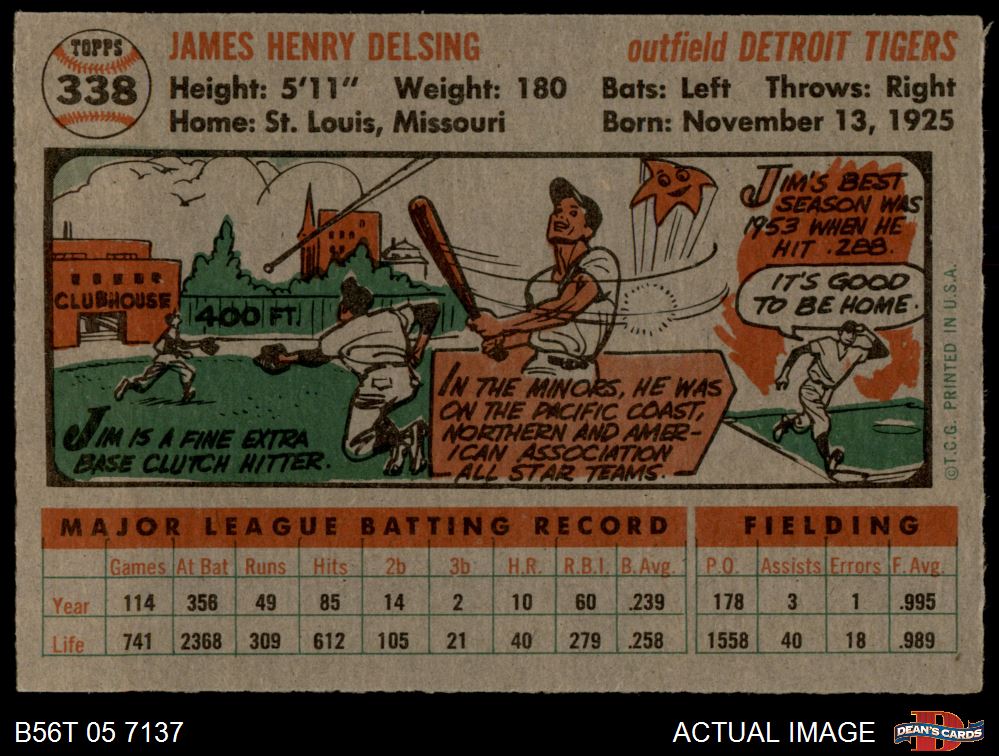 TOPPS
338
JAMES HENRY DELSING
outfield DETROIT TIGERS
Height: 5'11" Weight: 180 Bats: Left Throws: Right
Home: St. Louis, Missouri
Born: November 13, 1925
CLUBHOUSE
400 FT.
JIM IS A FINE EXTRA
BASE CLUTCH HITTER.
IN THE MINORS, HE WAS
ON THE PACIFIC COAST,
NORTHERN AND AMER-
ICAN ASSOCIATION
ALL STAR TEAMS.
JIM'S BEST
SEASON WAS
1953 WHEN HE
HIT .288.
IT'S GOOD
TO BE HOME.
©T.C.G. PRINTED IN U.S.A.
MAJOR LEAGUE BATTING RECORD FIELDING
Games At Bat Runs Hits 2b 3b H.R. R.B.I. B.Avg. P.O. Assists Errors F.Avg.
Year 114 356 49 85 14 2 10 60 .239 178 3 1 .995
Life 741 2368 309 612 105 21 40 279 .258 1558 40 18 .989
B56T 05 7137
ACTUAL IMAGE
D
DEAN'S CARDS